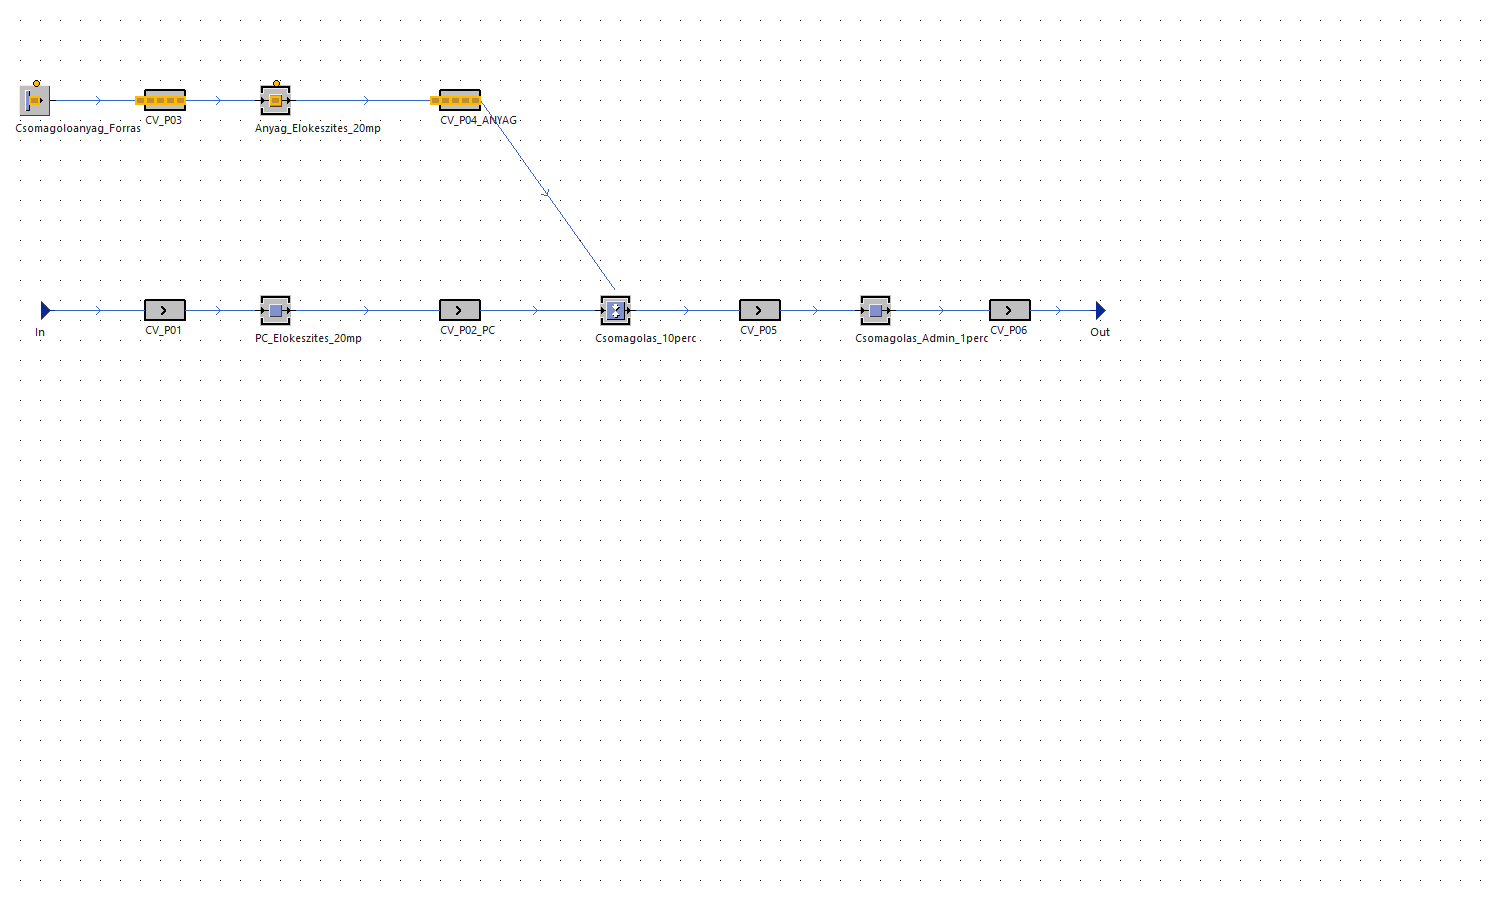 Csomagoloanyag_Forras
CV_P03
Anyag_Elokeszites_20mp
CV_P04_ANYAG
In
CV_P01
PC_Elokeszites_20mp
CV_P02_PC
Csomagolas_10perc
CV_P05
Csomagolas_Admin_1perc
CV_P06
Out